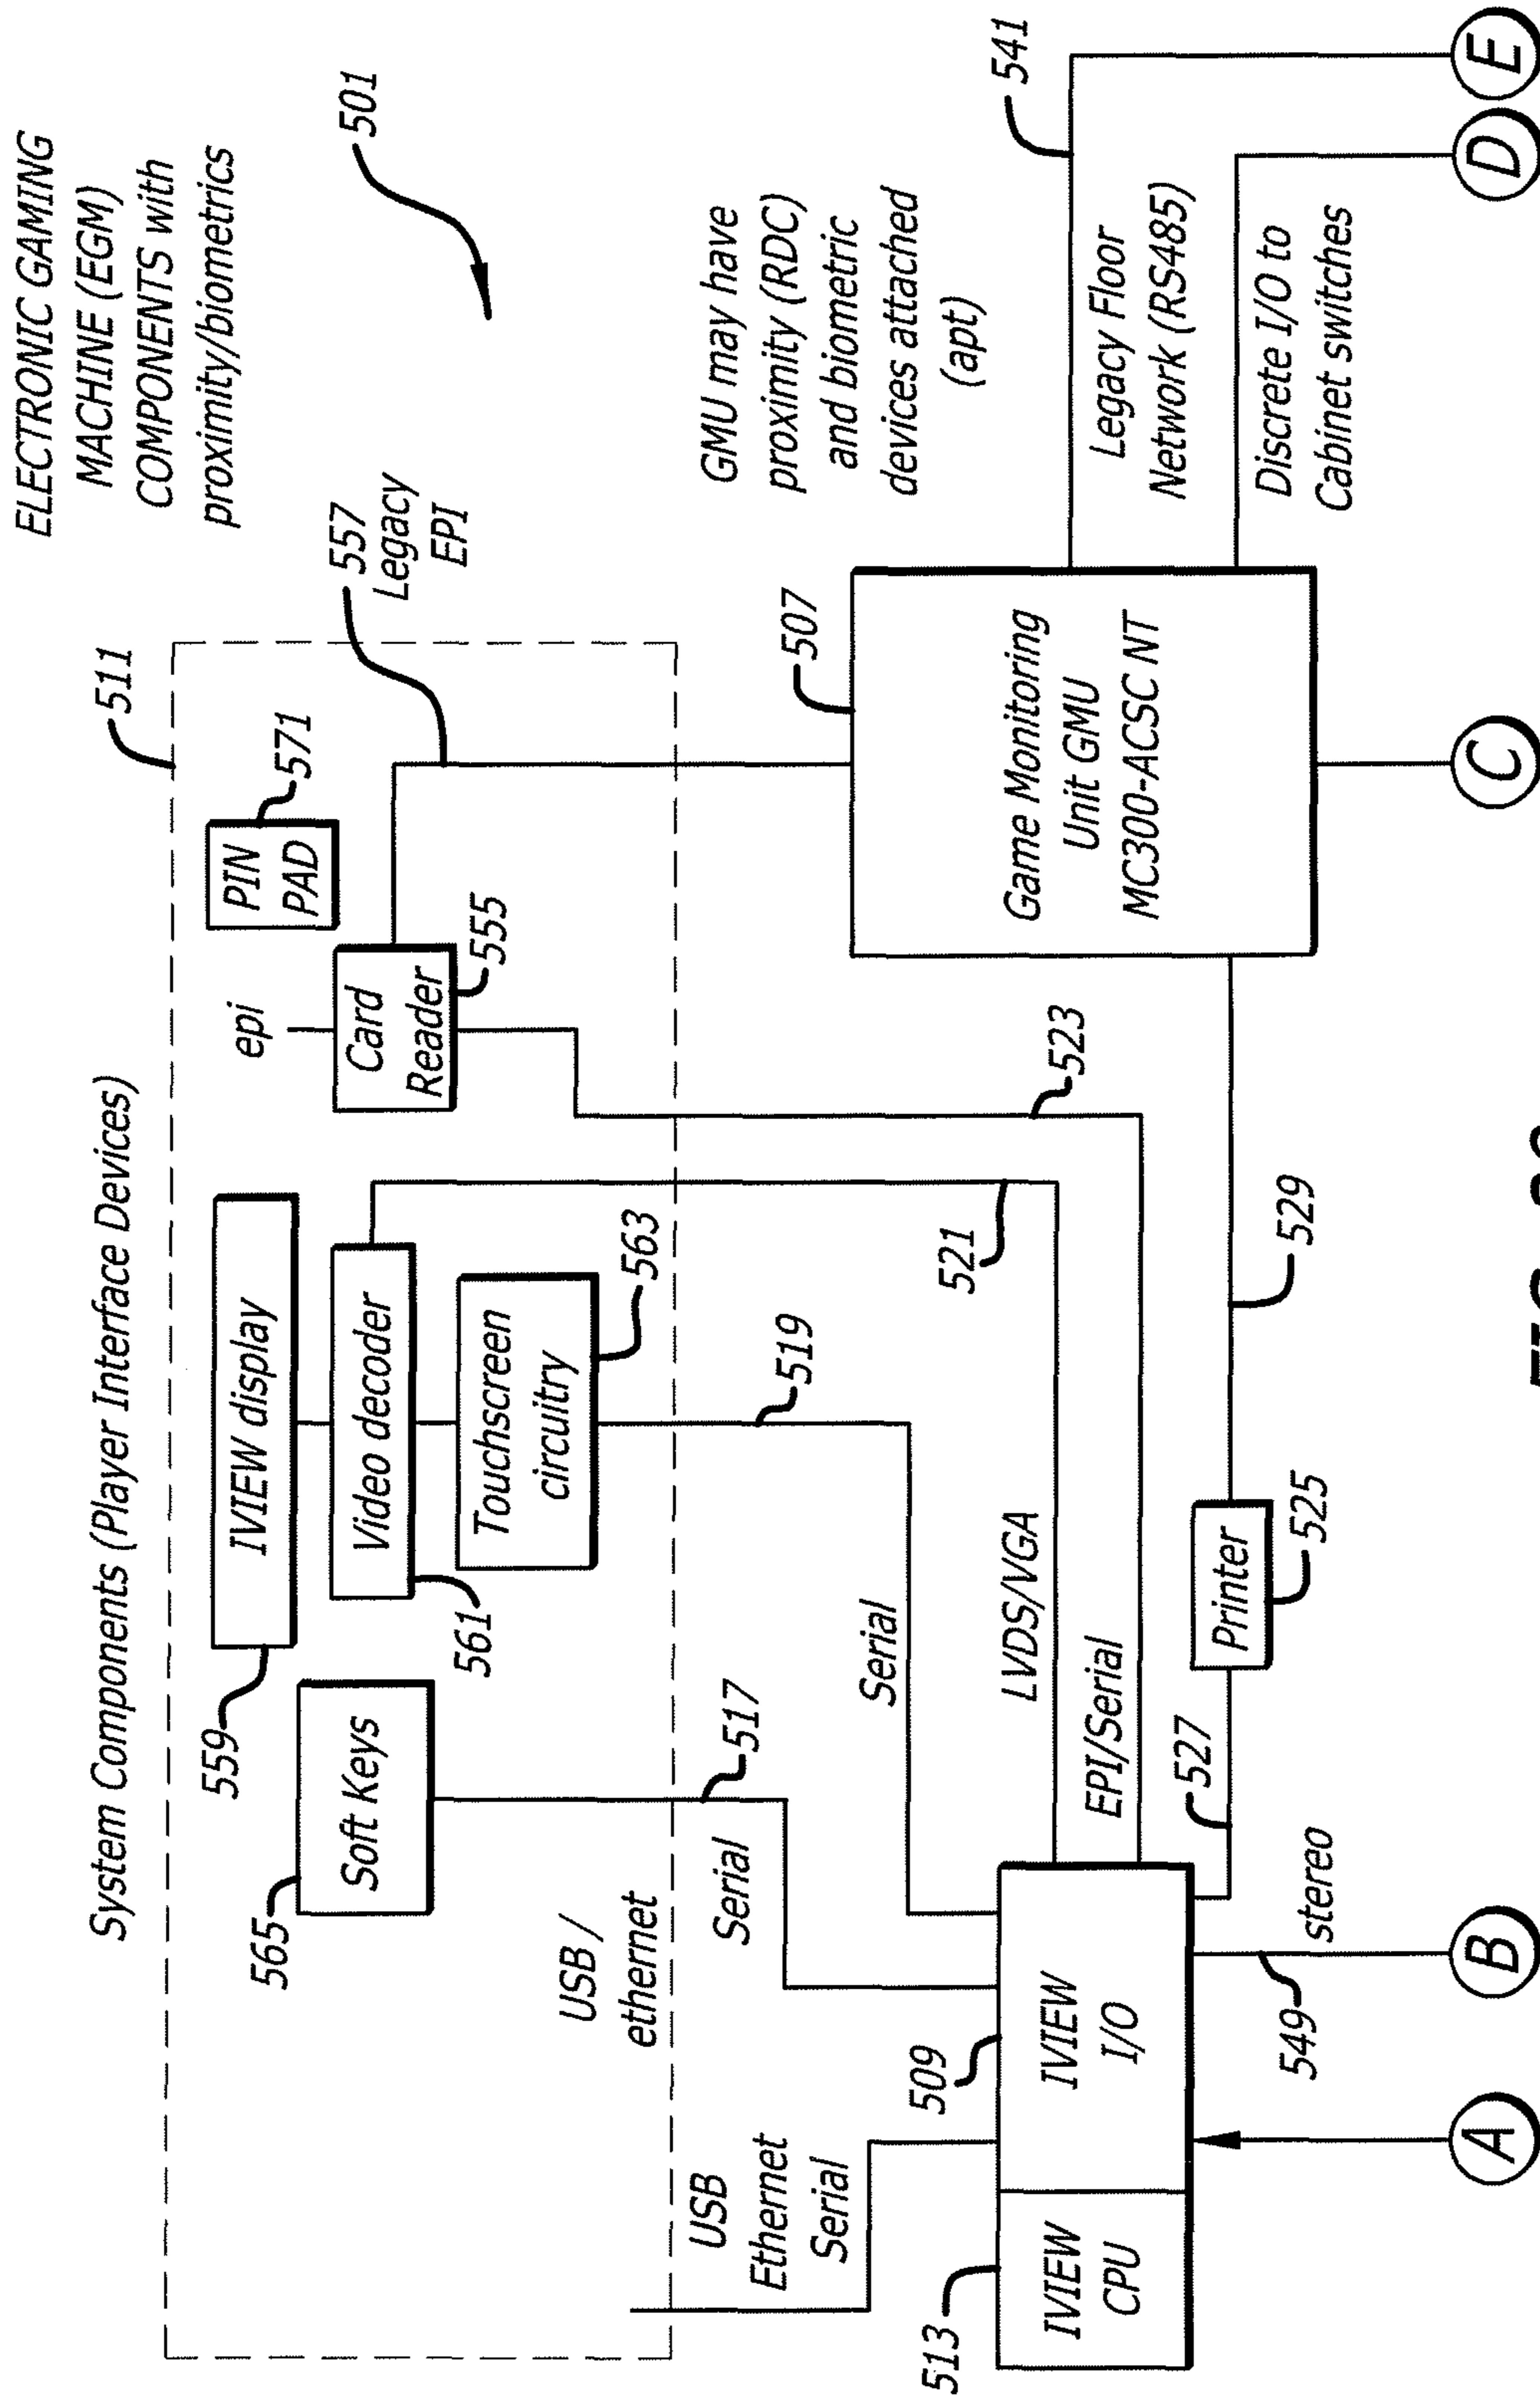 ELECTRONIC GAMING
MACHINE (EGM)
COMPONENTS with
proximity/biometrics
501
System Components (Player Interface Devices)
511
559
IVIEW display
565
Soft Keys
Video decoder
561
Touchscreen
circuitry
563
epi
Card
Reader
555
PIN
PAD
571
557
Legacy
EPI
USB /
ethernet
USB
Ethernet
Serial
Serial
517
Serial
519
LVDS/VGA
521
EPI/Serial
523
GMU may have
proximity (RDC)
and biometric
devices attached
(apt)
513
IVIEW
CPU
509
IVIEW
I/O
527
Printer
525
529
507
Game Monitoring
Unit GMU
MC300-ACSC NT
541
Legacy Floor
Network (RS485)
Discrete I/O to
Cabinet switches
549
stereo
A
B
C
D
E